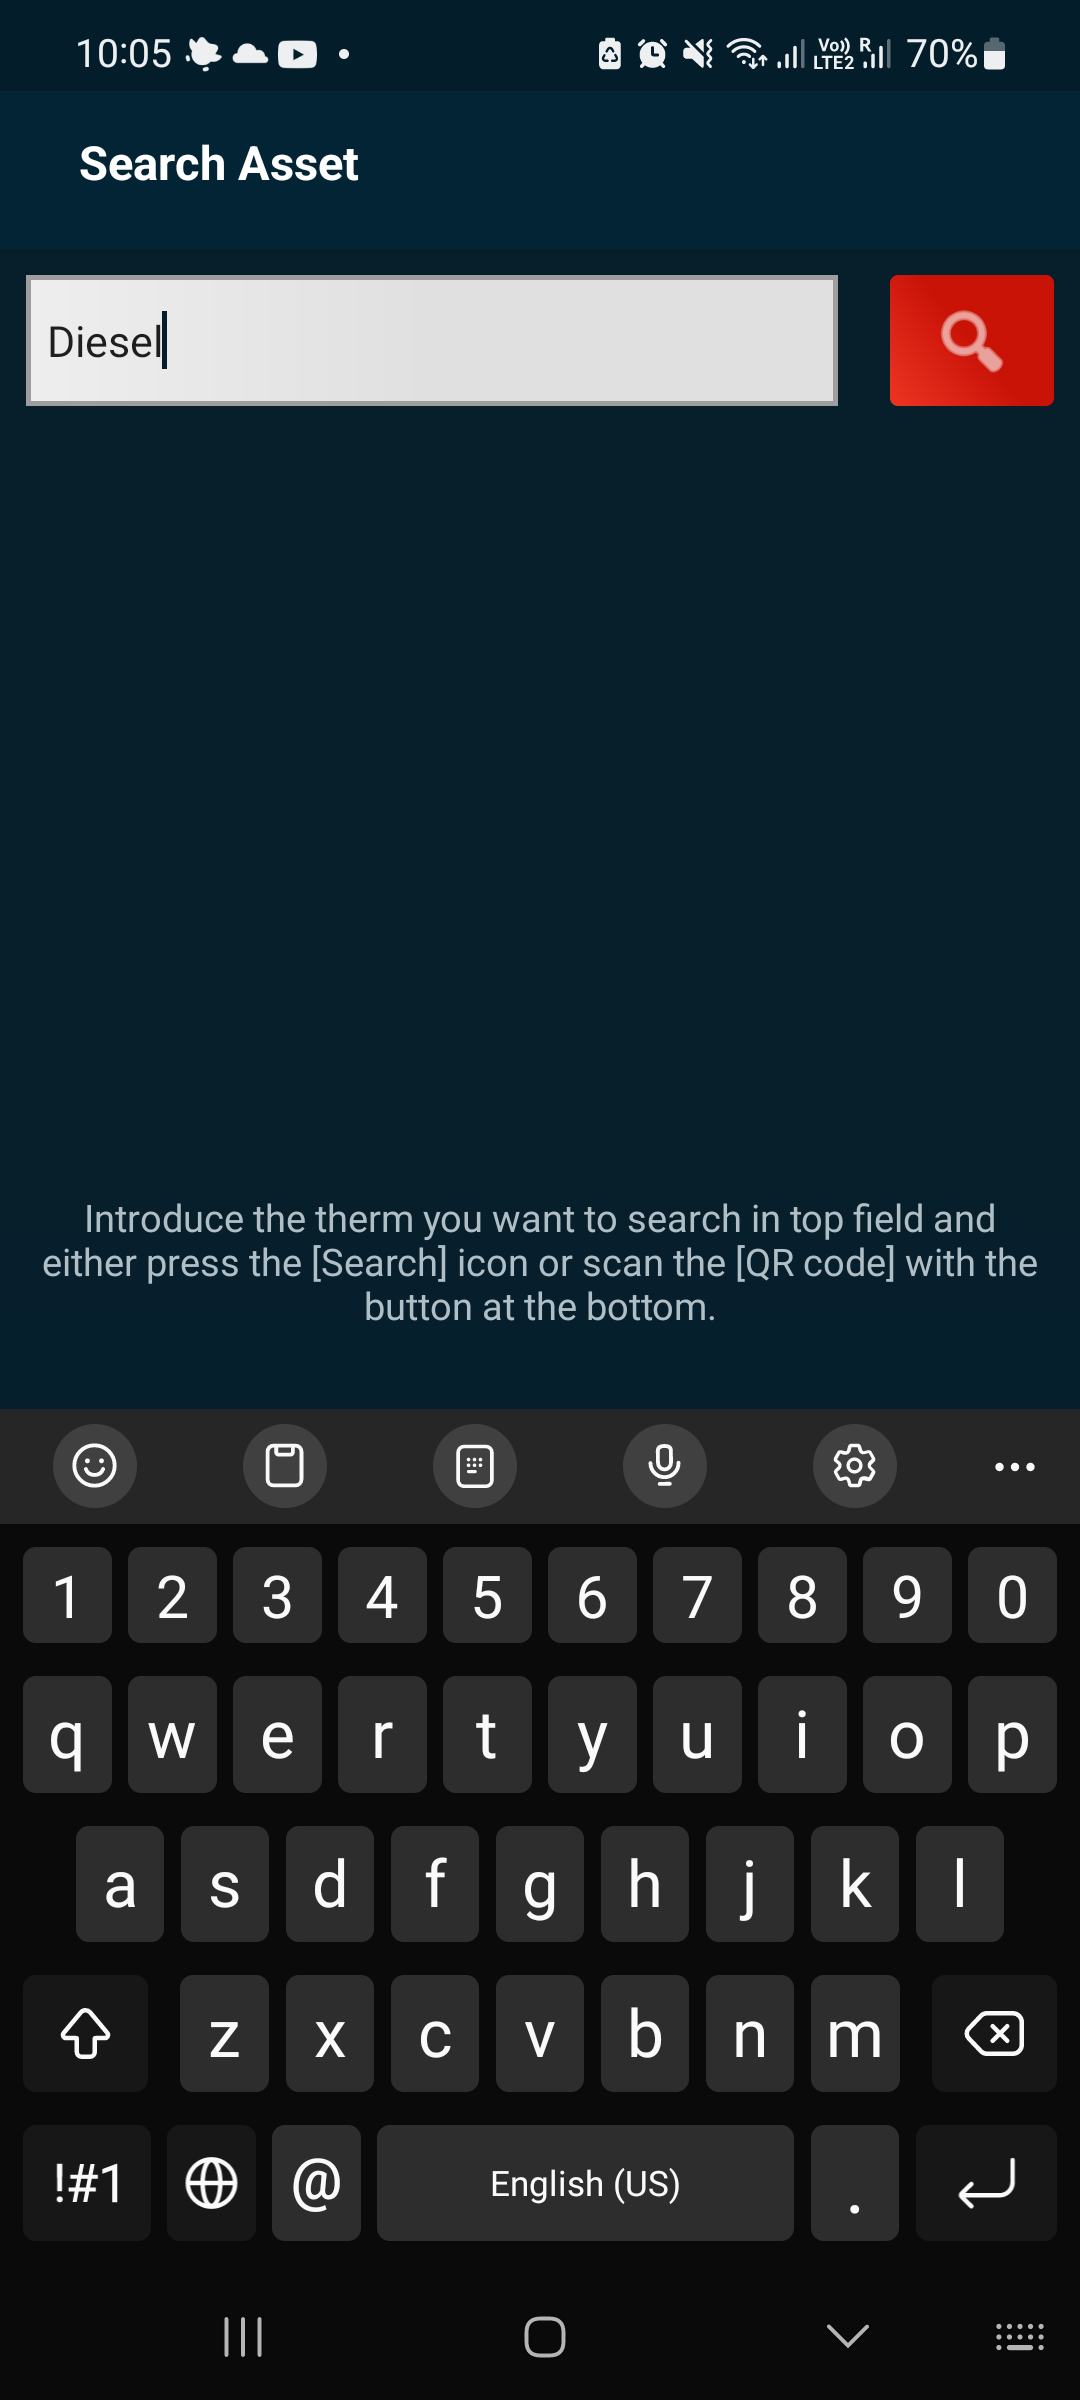 10:05 Vo)) LTE2 R 70%
Search Asset
Diesel
Introduce the therm you want to search in top field and
either press the [Search] icon or scan the [QR code] with the
button at the bottom.
1 2 3 4 5 6 7 8 9 0
q w e r t y u i o p
a s d f g h j k l
z x c v b n m
!#1 @ English (US) .